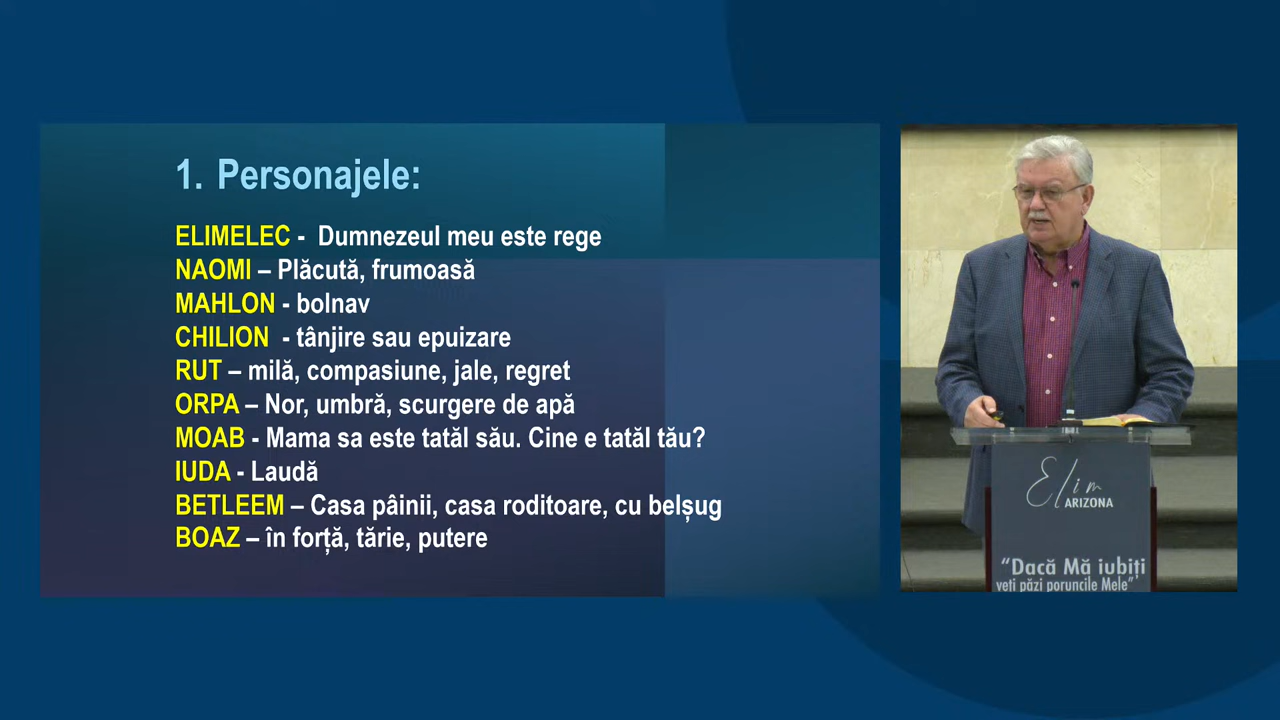 1. Personajele:
ELIMELEC - Dumnezeul meu este rege
NAOMI – Plăcută, frumoasă
MAHLON - bolnav
CHILION - tânjire sau epuizare
RUT – milă, compasiune, jale, regret
ORPA – Nor, umbră, scurgere de apă
MOAB - Mama sa este tatăl său. Cine e tatăl tău?
IUDA - Laudă
BETLEEM – Casa pâinii, casa roditoare, cu belșug
BOAZ – în forță, tărie, putere
Elim
ARIZONA
“Dacă Mă iubiți
veți păzi poruncile Mele”